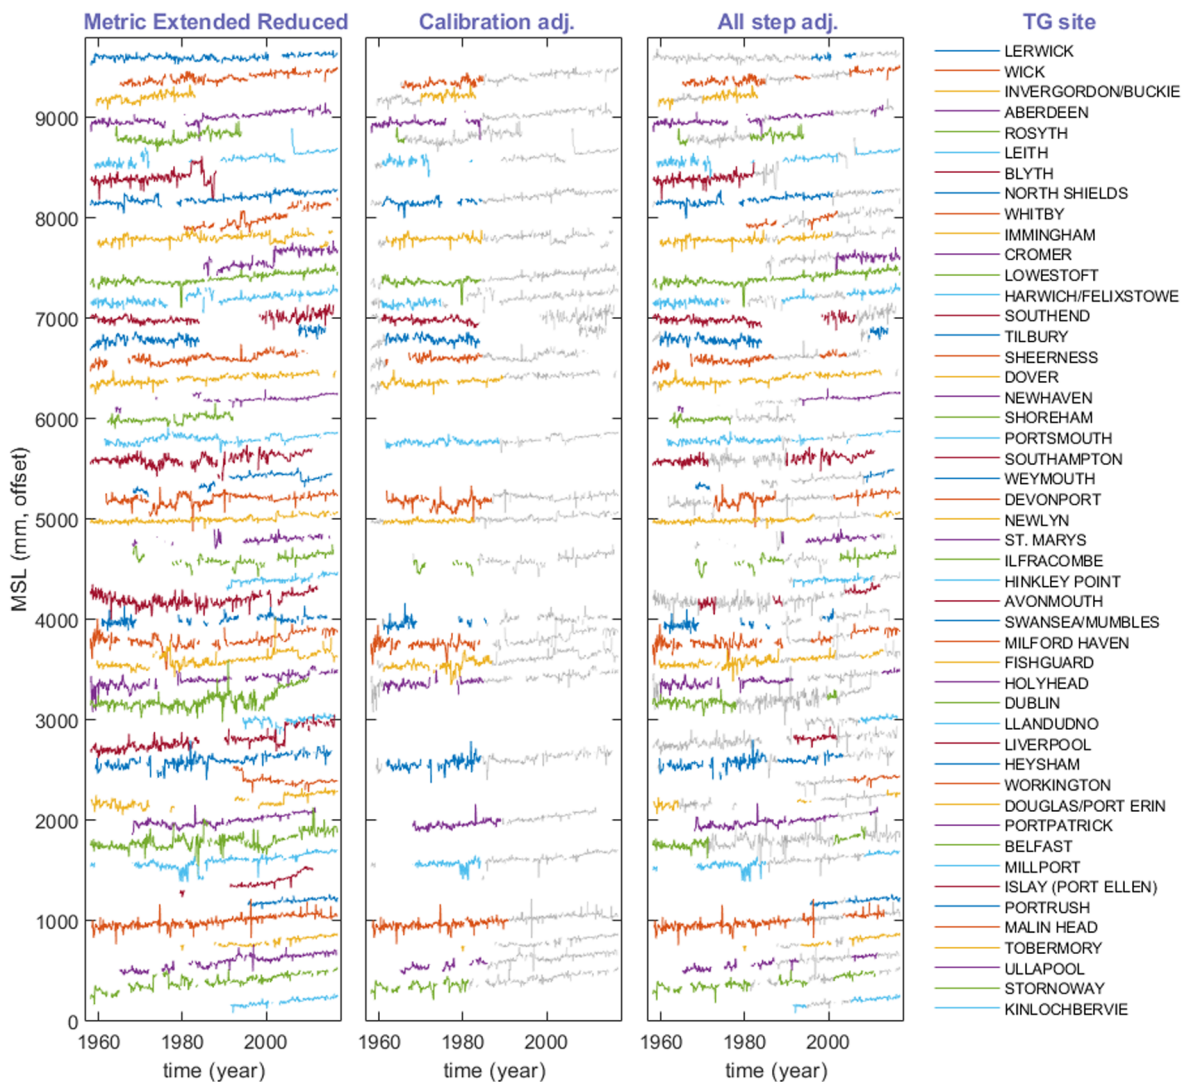 Metric Extended Reduced Calibration adj. All step adj. TG site
LERWICK
WICK
INVERGORDON/BUCKIE
9000 ABERDEEN
ROSYTH
LEITH
BLYTH
NORTH SHIELDS
8000 WHITBY
IMMINGHAM
CROMER
LOWESTOFT
HARWICH/FELIXSTOWE
7000 SOUTHEND
TILBURY
SHEERNESS
DOVER
NEWHAVEN
6000 SHOREHAM
PORTSMOUTH
SOUTHAMPTON
WEYMOUTH
DEVONPORT
5000 NEWLYN
ST. MARYS
ILFRACOMBE
HINKLEY POINT
AVONMOUTH
4000 SWANSEA/MUMBLES
MILFORD HAVEN
FISHGUARD
HOLYHEAD
DUBLIN
3000 LLANDUDNO
LIVERPOOL
HEYSHAM
WORKINGTON
DOUGLAS/PORT ERIN
2000 PORTPATRICK
BELFAST
MILLPORT
ISLAY (PORT ELLEN)
PORTRUSH
1000 MALIN HEAD
TOBERMORY
ULLAPOOL
STORNOWAY
KINLOCHBERVIE
0
MSL (mm, offset)
1960 1980 2000 1960 1980 2000 1960 1980 2000
time (year) time (year) time (year)